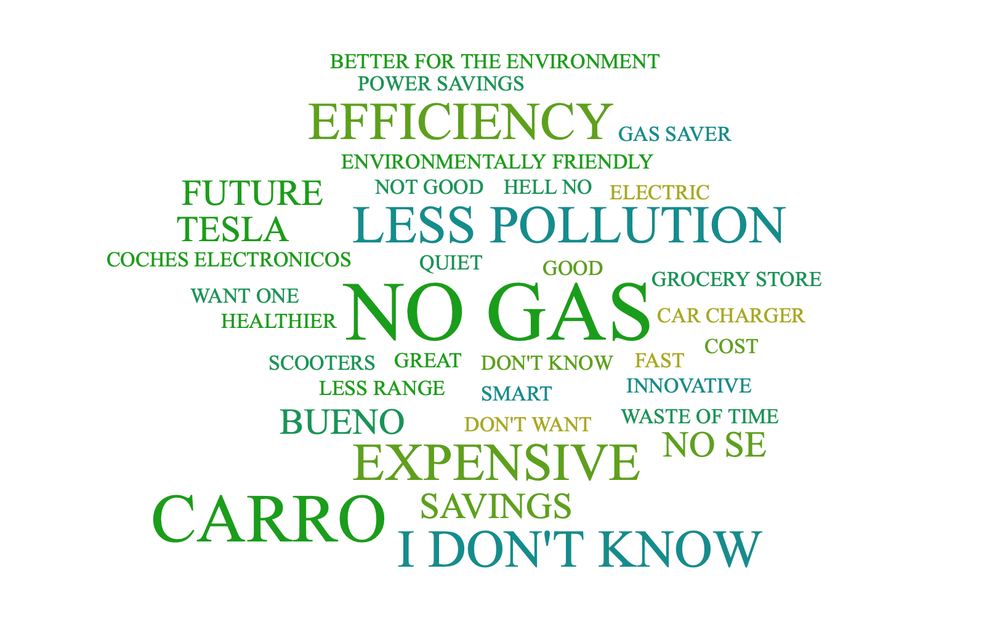 BETTER FOR THE ENVIRONMENT
POWER SAVINGS
EFFICIENCY
GAS SAVER
ENVIRONMENTALLY FRIENDLY
FUTURE
NOT GOOD
HELL NO
ELECTRIC
TESLA
LESS POLLUTION
COCHES ELECTRONICOS
QUIET
GOOD
GROCERY STORE
WANT ONE
HEALTHIER
NO GAS
CAR CHARGER
COST
SCOOTERS
GREAT
DON'T KNOW
FAST
LESS RANGE
SMART
INNOVATIVE
BUENO
DON'T WANT
WASTE OF TIME
NO SE
EXPENSIVE
CARRO
SAVINGS
I DON'T KNOW